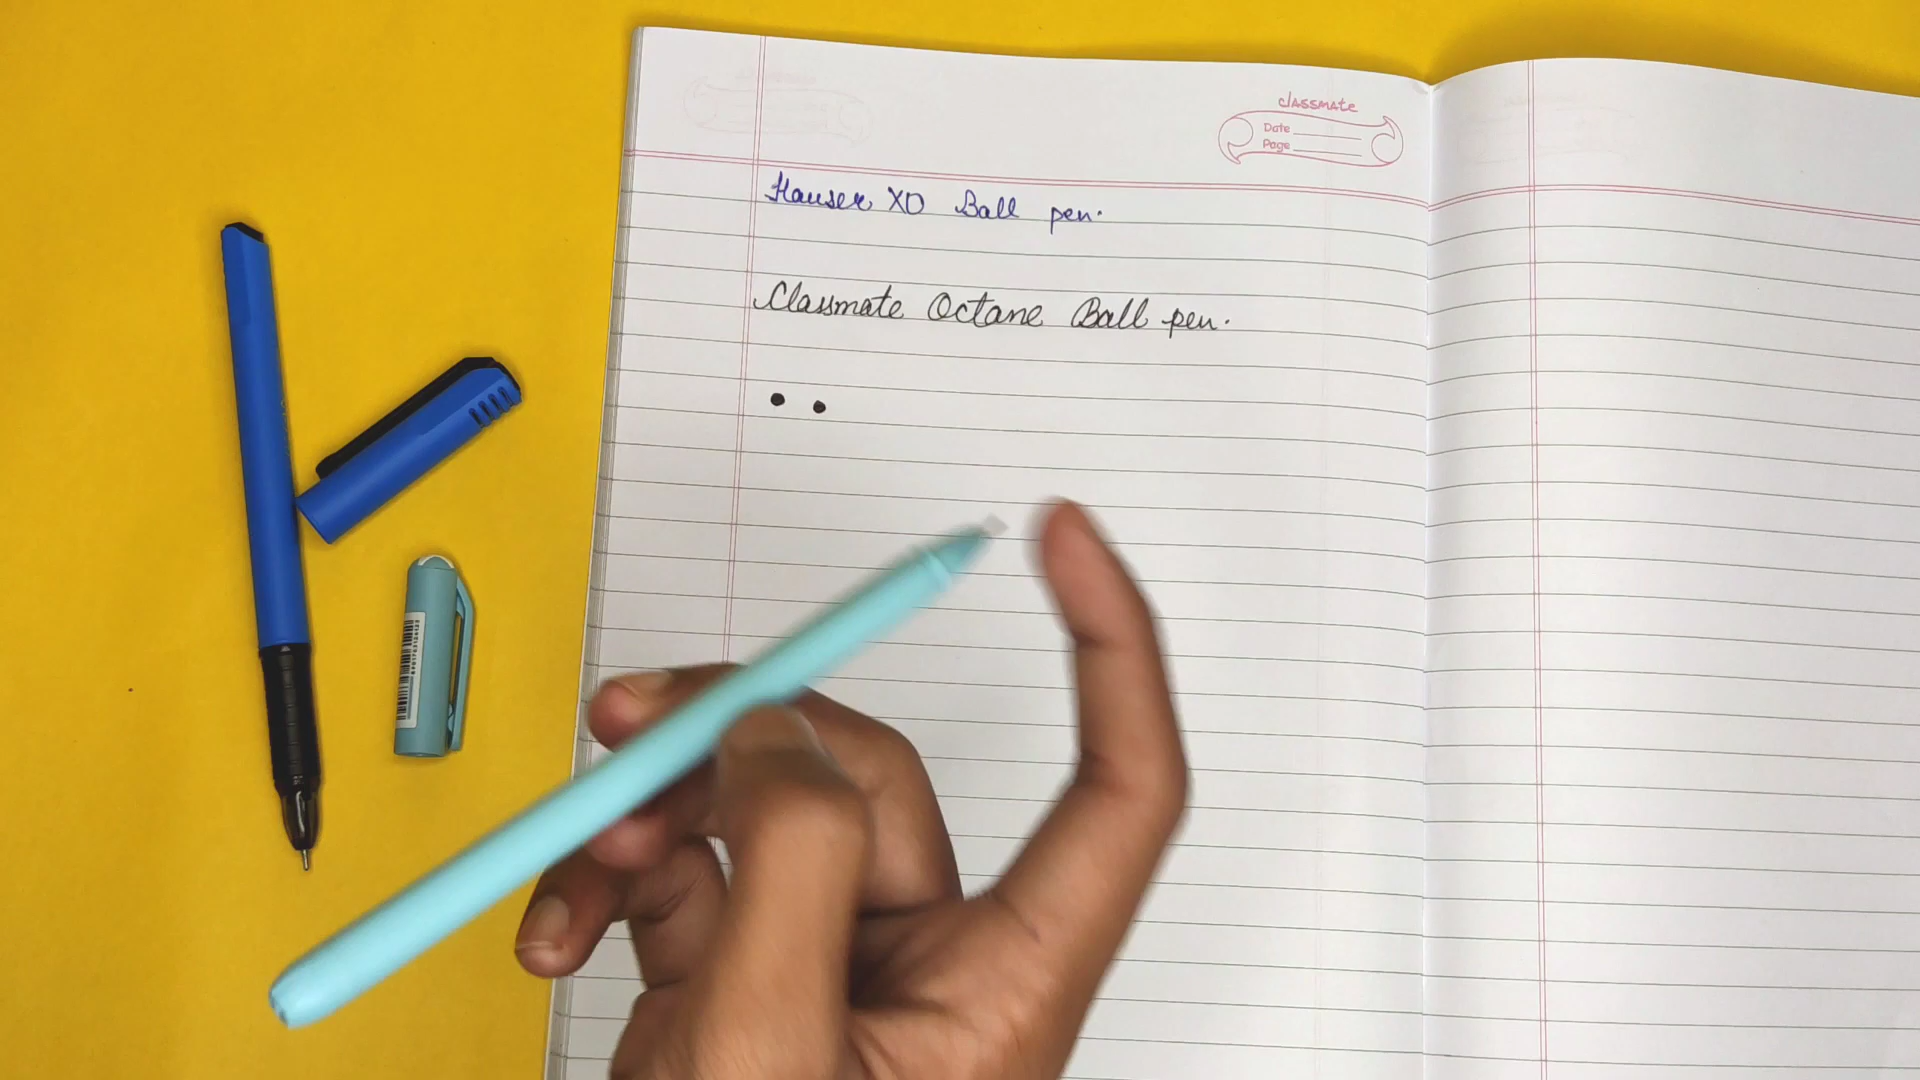 classmate
Date
Page
Hauser XO Ball pen.
Classmate Octane Ball pen.